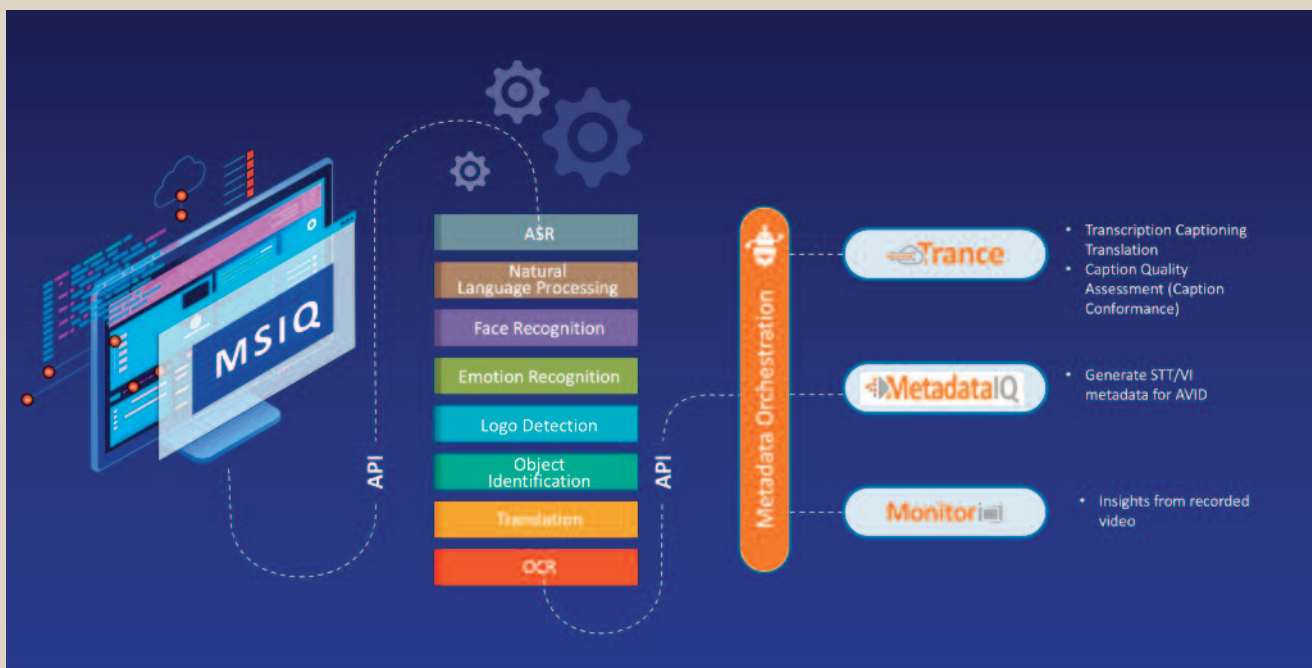 MSIQ
API
ASR
Natural
Language Processing
Face Recognition
Emotion Recognition
Logo Detection
Object
Identification
Translation
OCR
API
Metadata Orchestration
Trance
• Transcription Captioning
Translation
• Caption Quality
Assessment (Caption
Conformance)
MetadataIQ
• Generate STT/VI
metadata for AVID
Monitor
• Insights from recorded
video